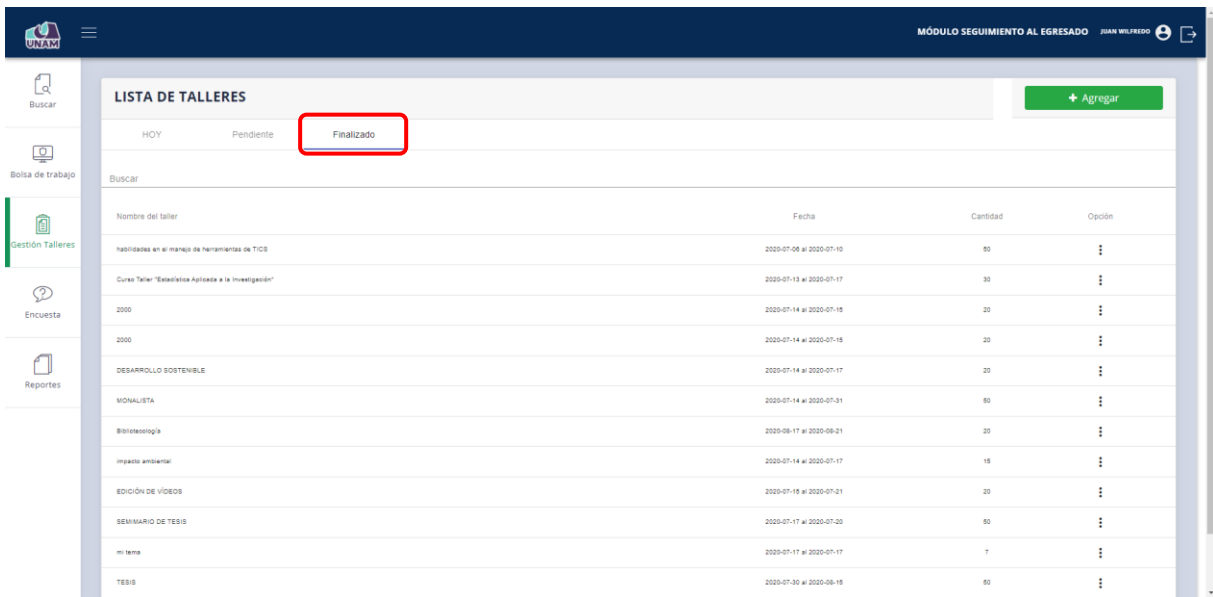 UNAM
MÓDULO SEGUIMIENTO AL EGRESADO JUAN WILFREDO
Buscar
Bolsa de trabajo
Gestión Talleres
Encuesta
Reportes
LISTA DE TALLERES
+ Agregar
HOY Pendiente Finalizado
Buscar
Nombre del taller Fecha Cantidad Opción
habilidades en el manejo de herramientas de TICS 2020-07-06 al 2020-07-10 50
Curso Taller "Estadística Aplicada a la Investigación" 2020-07-13 al 2020-07-17 30
2000 2020-07-14 al 2020-07-15 20
2000 2020-07-14 al 2020-07-15 20
DESARROLLO SOSTENIBLE 2020-07-14 al 2020-07-17 20
MONALISTA 2020-07-14 al 2020-07-31 50
Bibliotecología 2020-08-17 al 2020-08-21 20
impacto ambiental 2020-07-14 al 2020-07-17 15
EDICIÓN DE VÍDEOS 2020-07-15 al 2020-07-21 20
SEMIMARIO DE TESIS 2020-07-17 al 2020-07-20 50
mi tema 2020-07-17 al 2020-07-17 7
TESIS 2020-07-30 al 2020-08-15 50